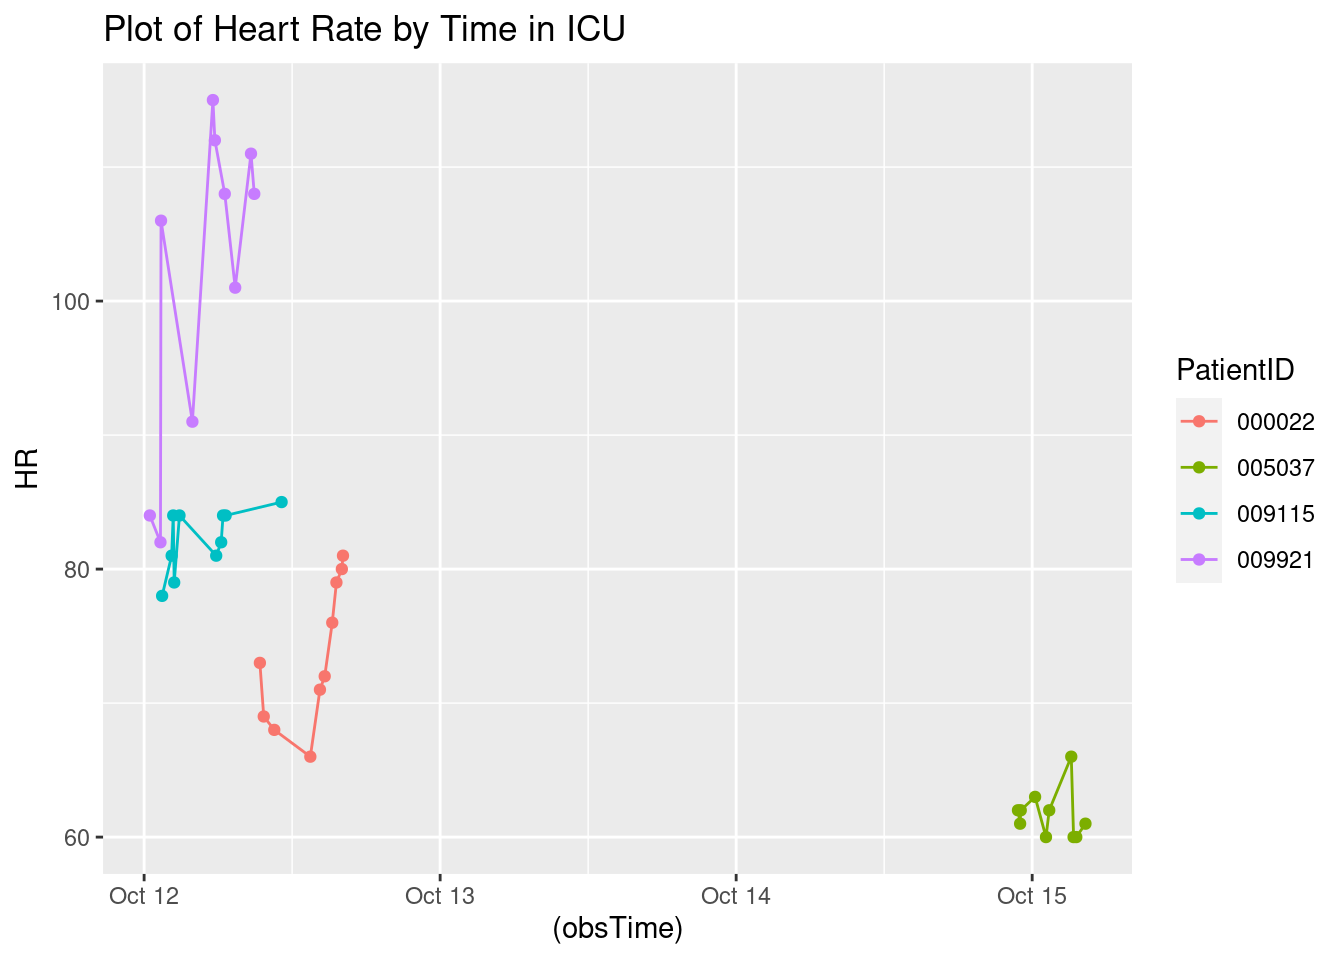 Plot of Heart Rate by Time in ICU
HR
100
80
60
Oct 12
Oct 13
Oct 14
Oct 15
(obsTime)
PatientID
000022
005037
009115
009921